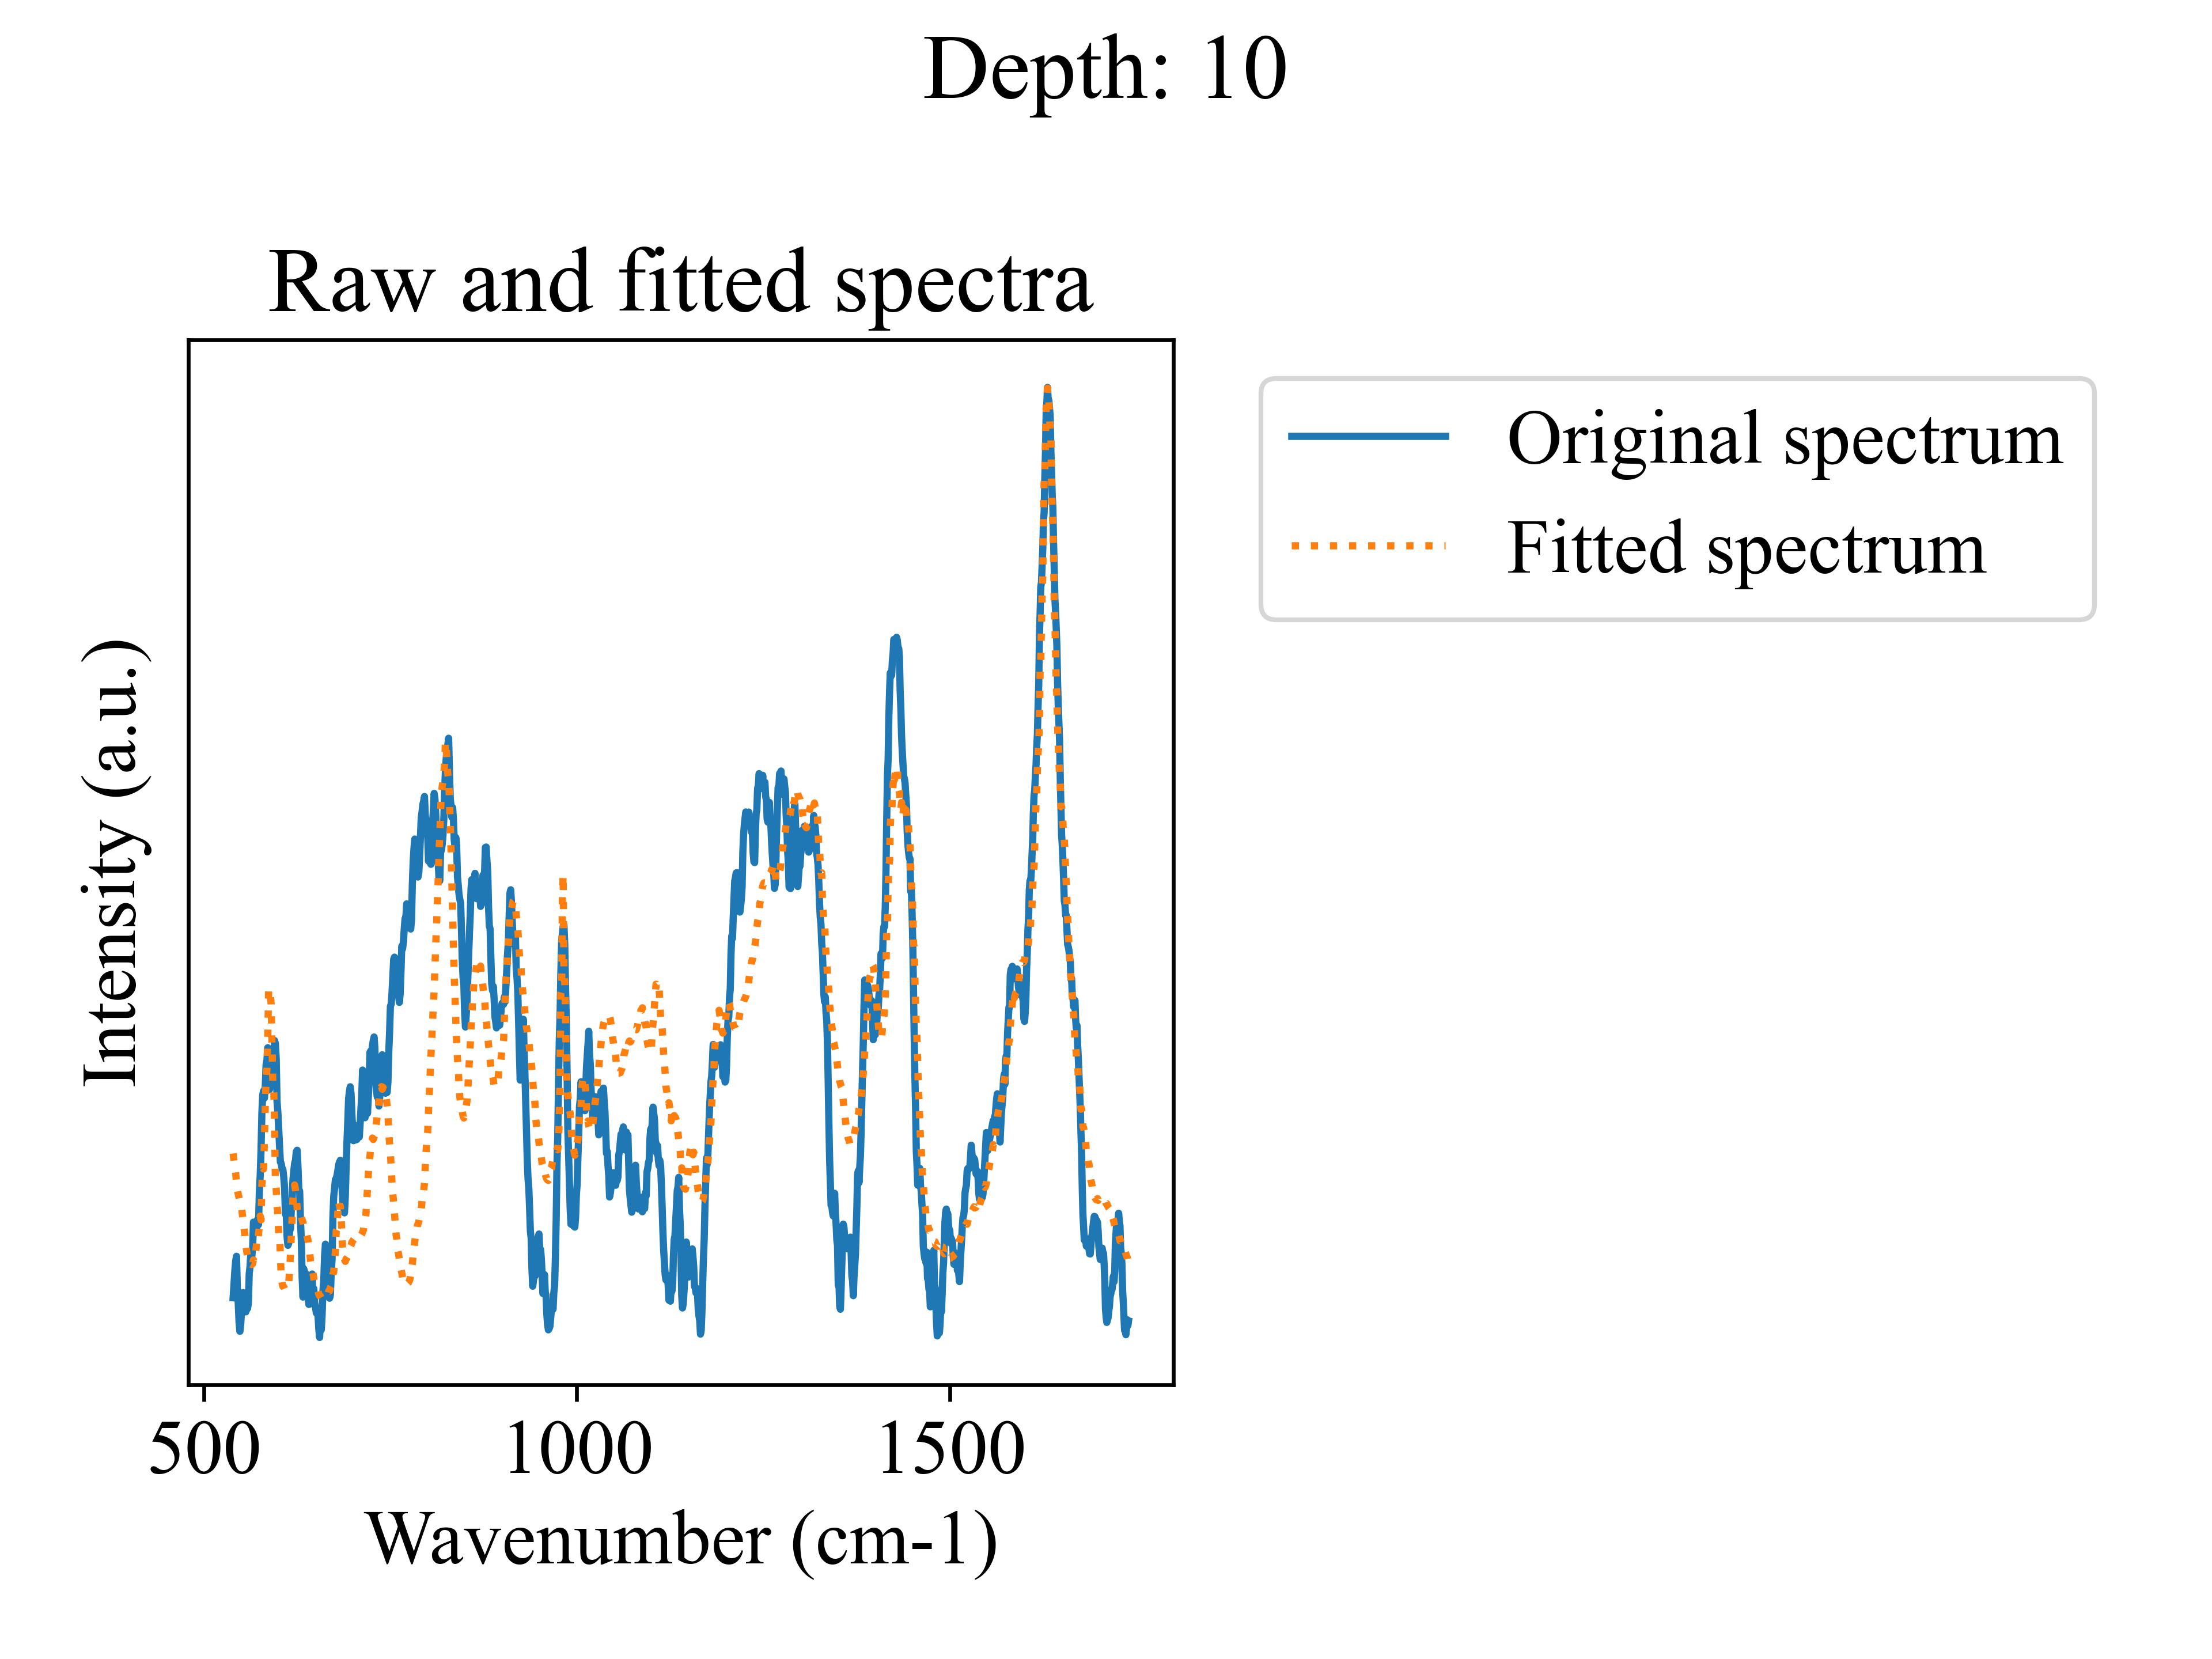 Depth: 10
Raw and fitted spectra
Original spectrum
Fitted spectrum
Intensity (a.u.)
500 1000 1500
Wavenumber (cm-1)